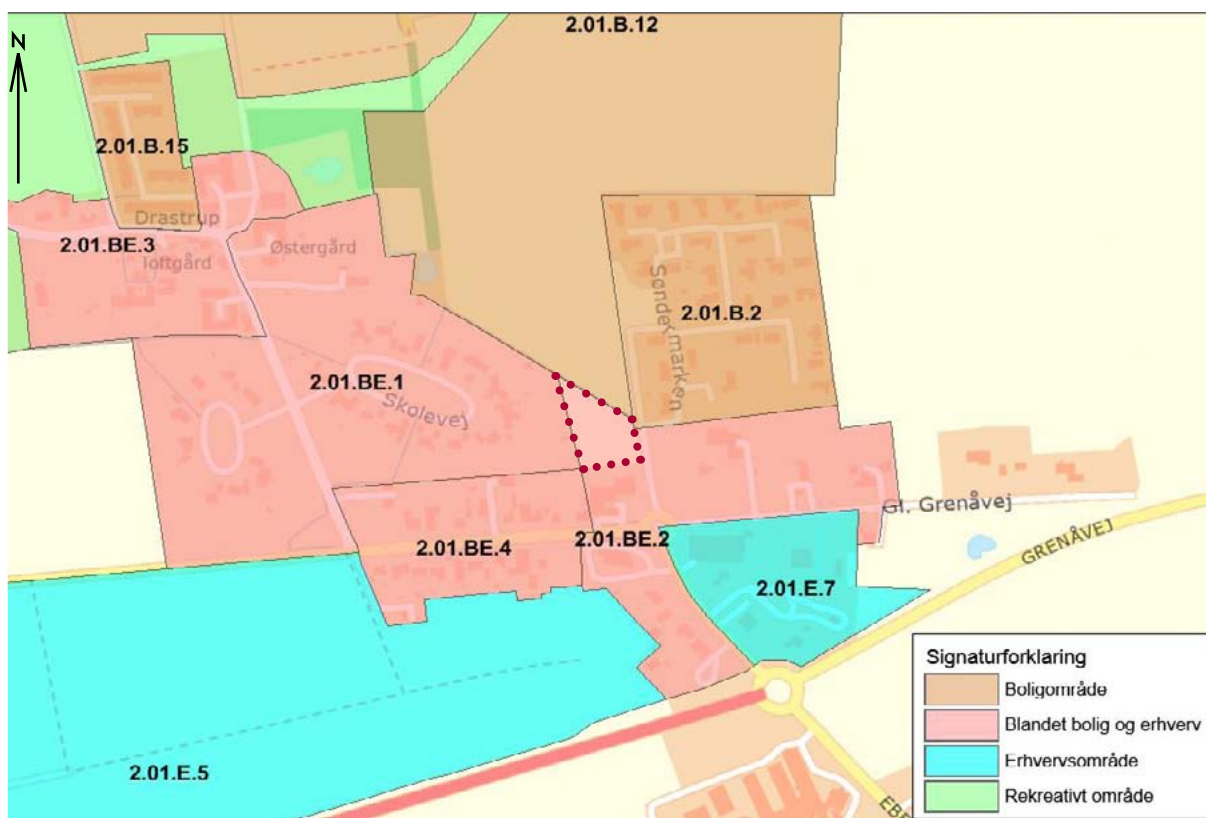 2.01.B.12
N
2.01.B.15
Drastrup
2.01.BE.3
Østergård
Toftgård
Søndermarken
2.01.B.2
2.01.BE.1
Skolevej
Gl. Grenåvej
2.01.BE.2
2.01.BE.4
GRENÅVEJ
2.01.E.7
Signaturforklaring
Boligområde
Blandet bolig og erhverv
Erhvervsområde
Rekreativt område
2.01.E.5
EBE